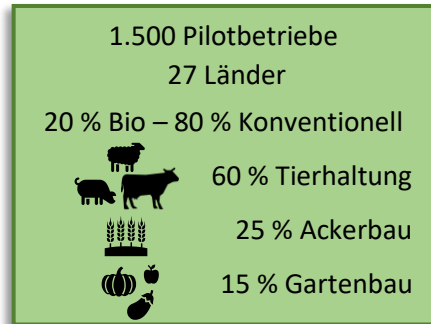 1.500 Pilotbetriebe
27 Länder
20 % Bio – 80 % Konventionell
60 % Tierhaltung
25 % Ackerbau
15 % Gartenbau